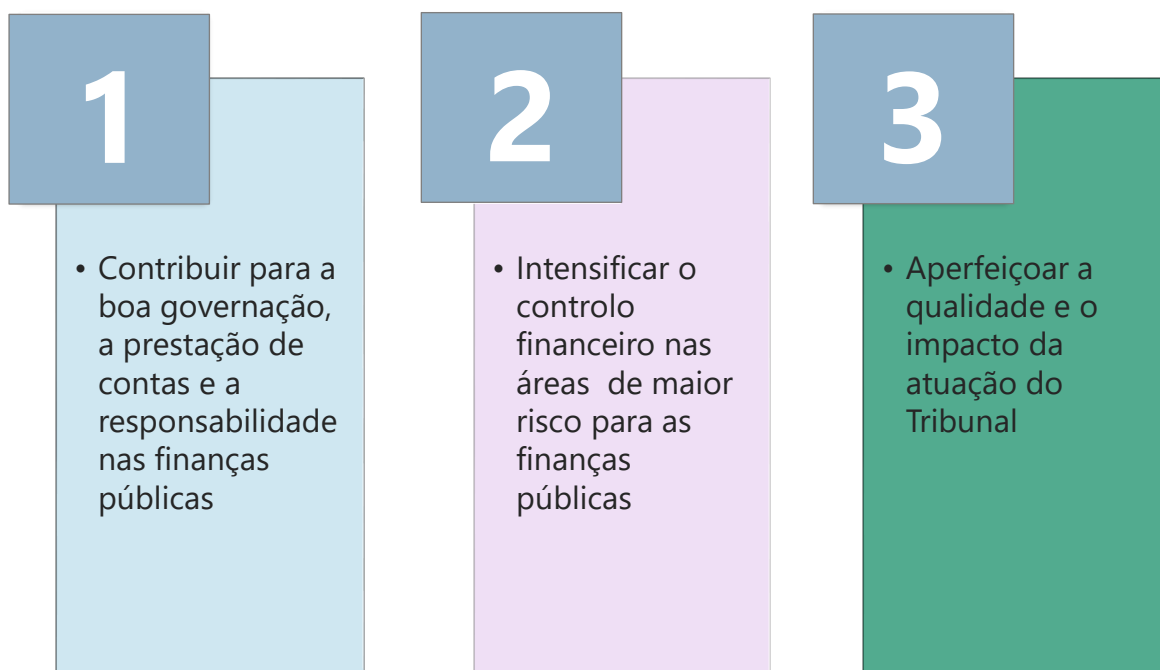 1
• Contribuir para a
boa governação,
a prestação de
contas e a
responsabilidade
nas finanças
públicas
2
• Intensificar o
controlo
financeiro nas
áreas  de maior
risco para as
finanças
públicas
3
• Aperfeiçoar a
qualidade e o
impacto da
atuação do
Tribunal